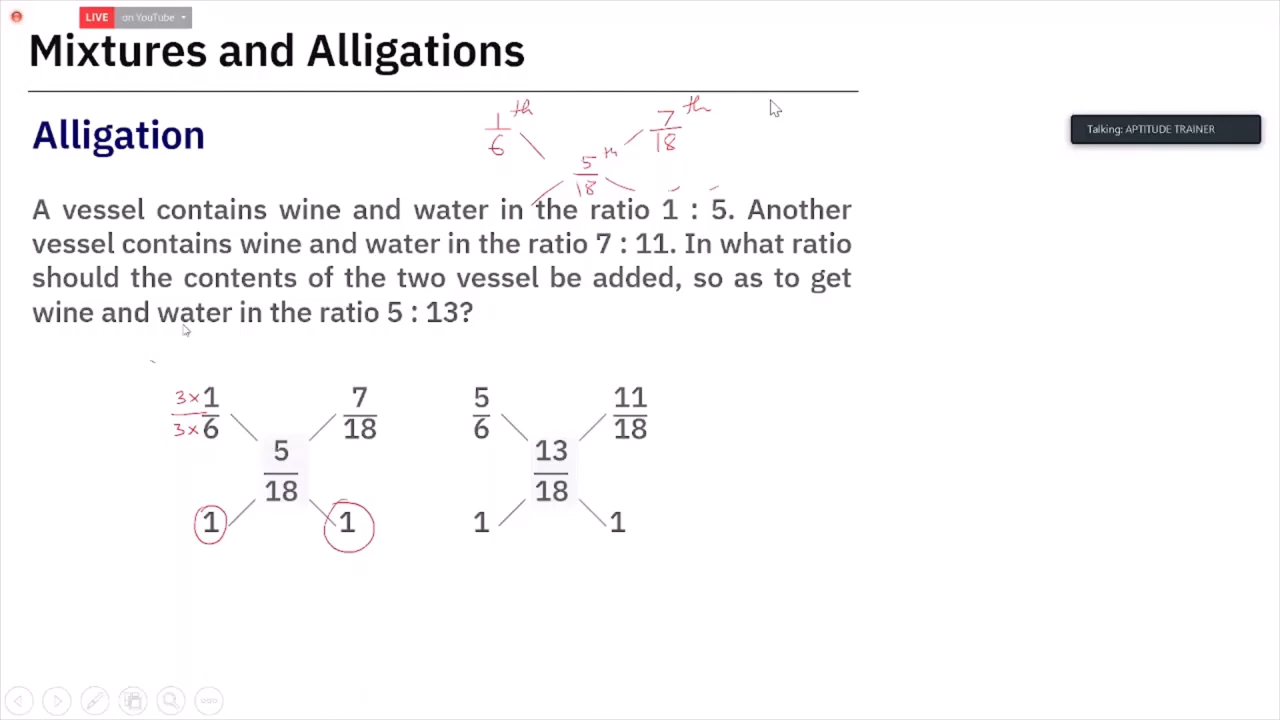 LIVE on YouTube
Mixtures and Alligations
Talking: APTITUDE TRAINER
Alligation
1/6 th 7/18 th
5/18 th
A vessel contains wine and water in the ratio 1 : 5. Another
vessel contains wine and water in the ratio 7 : 11. In what ratio
should the contents of the two vessel be added, so as to get
wine and water in the ratio 5 : 13?
3× 1 7 5 11
3× 6 18 6 18
5 13
18 18
1 1 1 1